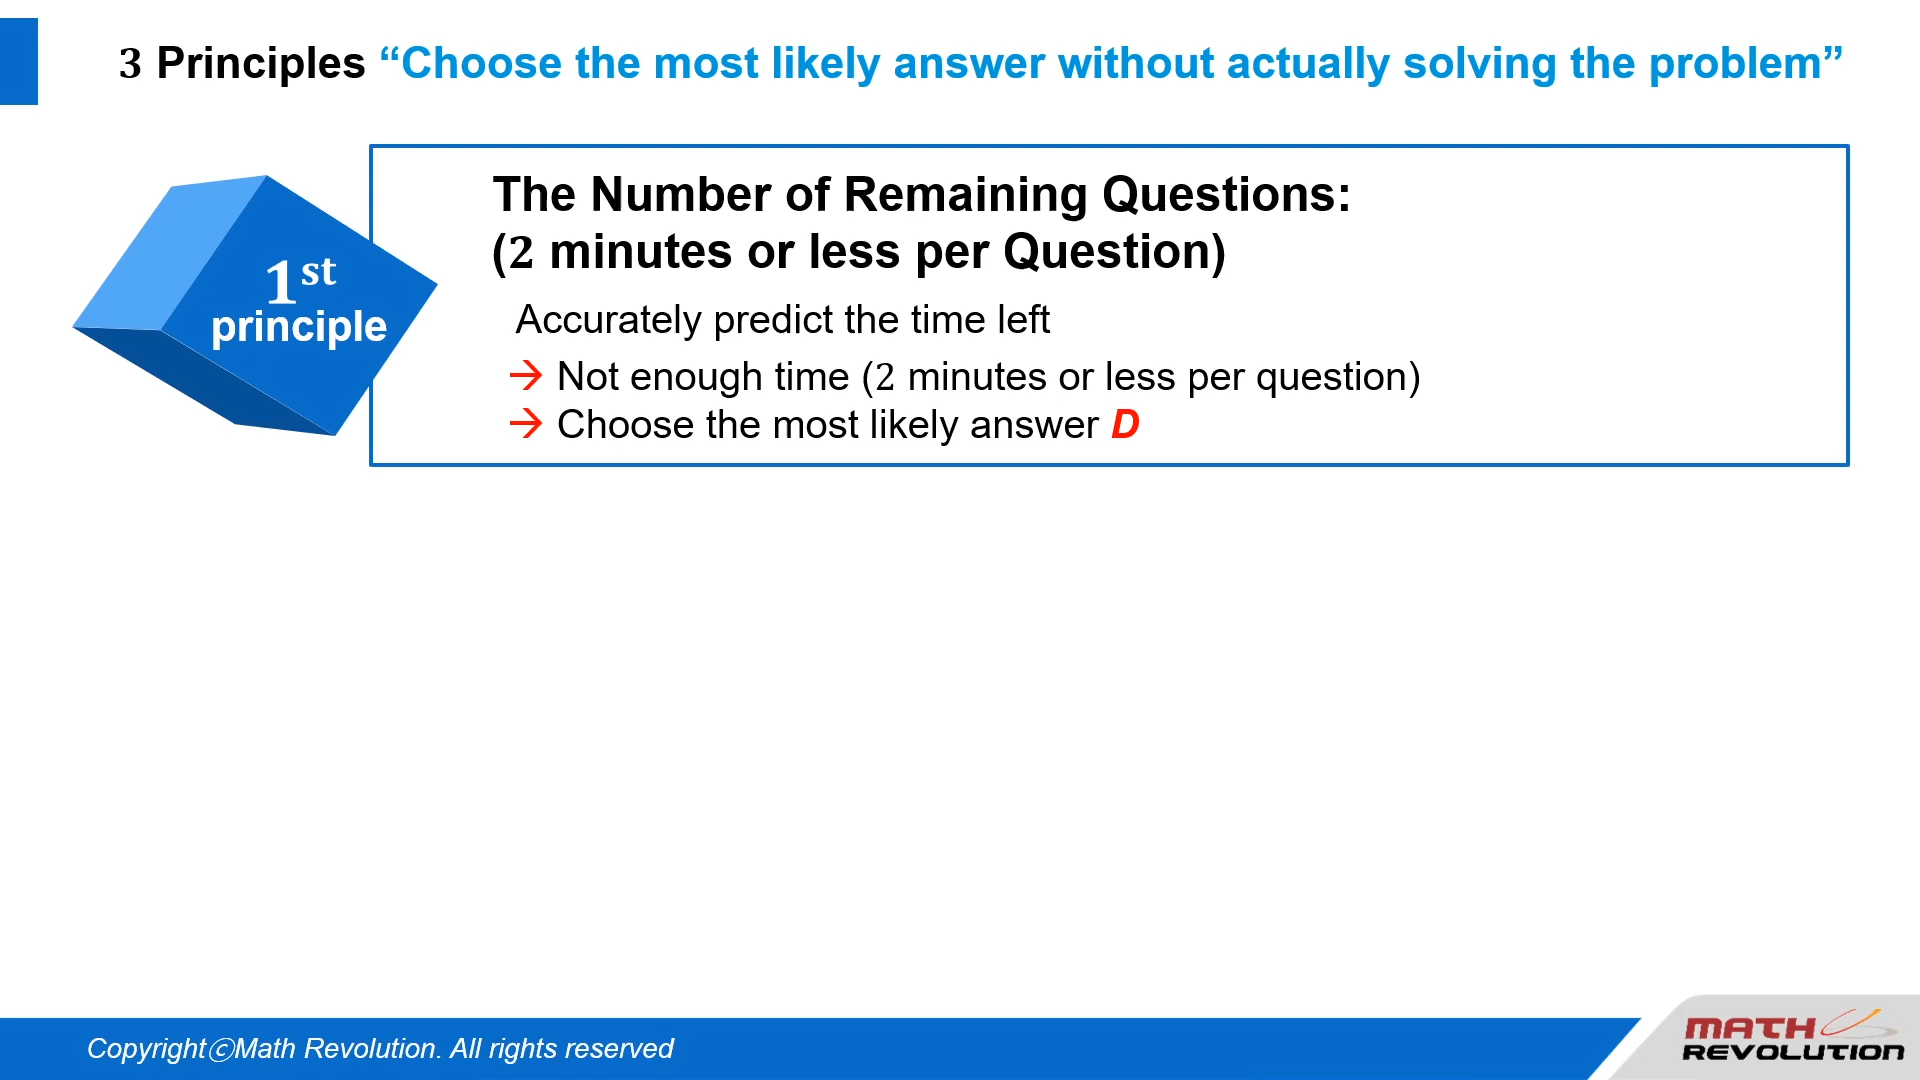 3 Principles “Choose the most likely answer without actually solving the problem”
1st
principle
The Number of Remaining Questions:
(2 minutes or less per Question)
Accurately predict the time left
→ Not enough time (2 minutes or less per question)
→ Choose the most likely answer D
CopyrightⓒMath Revolution. All rights reserved
MATH
REVOLUTION